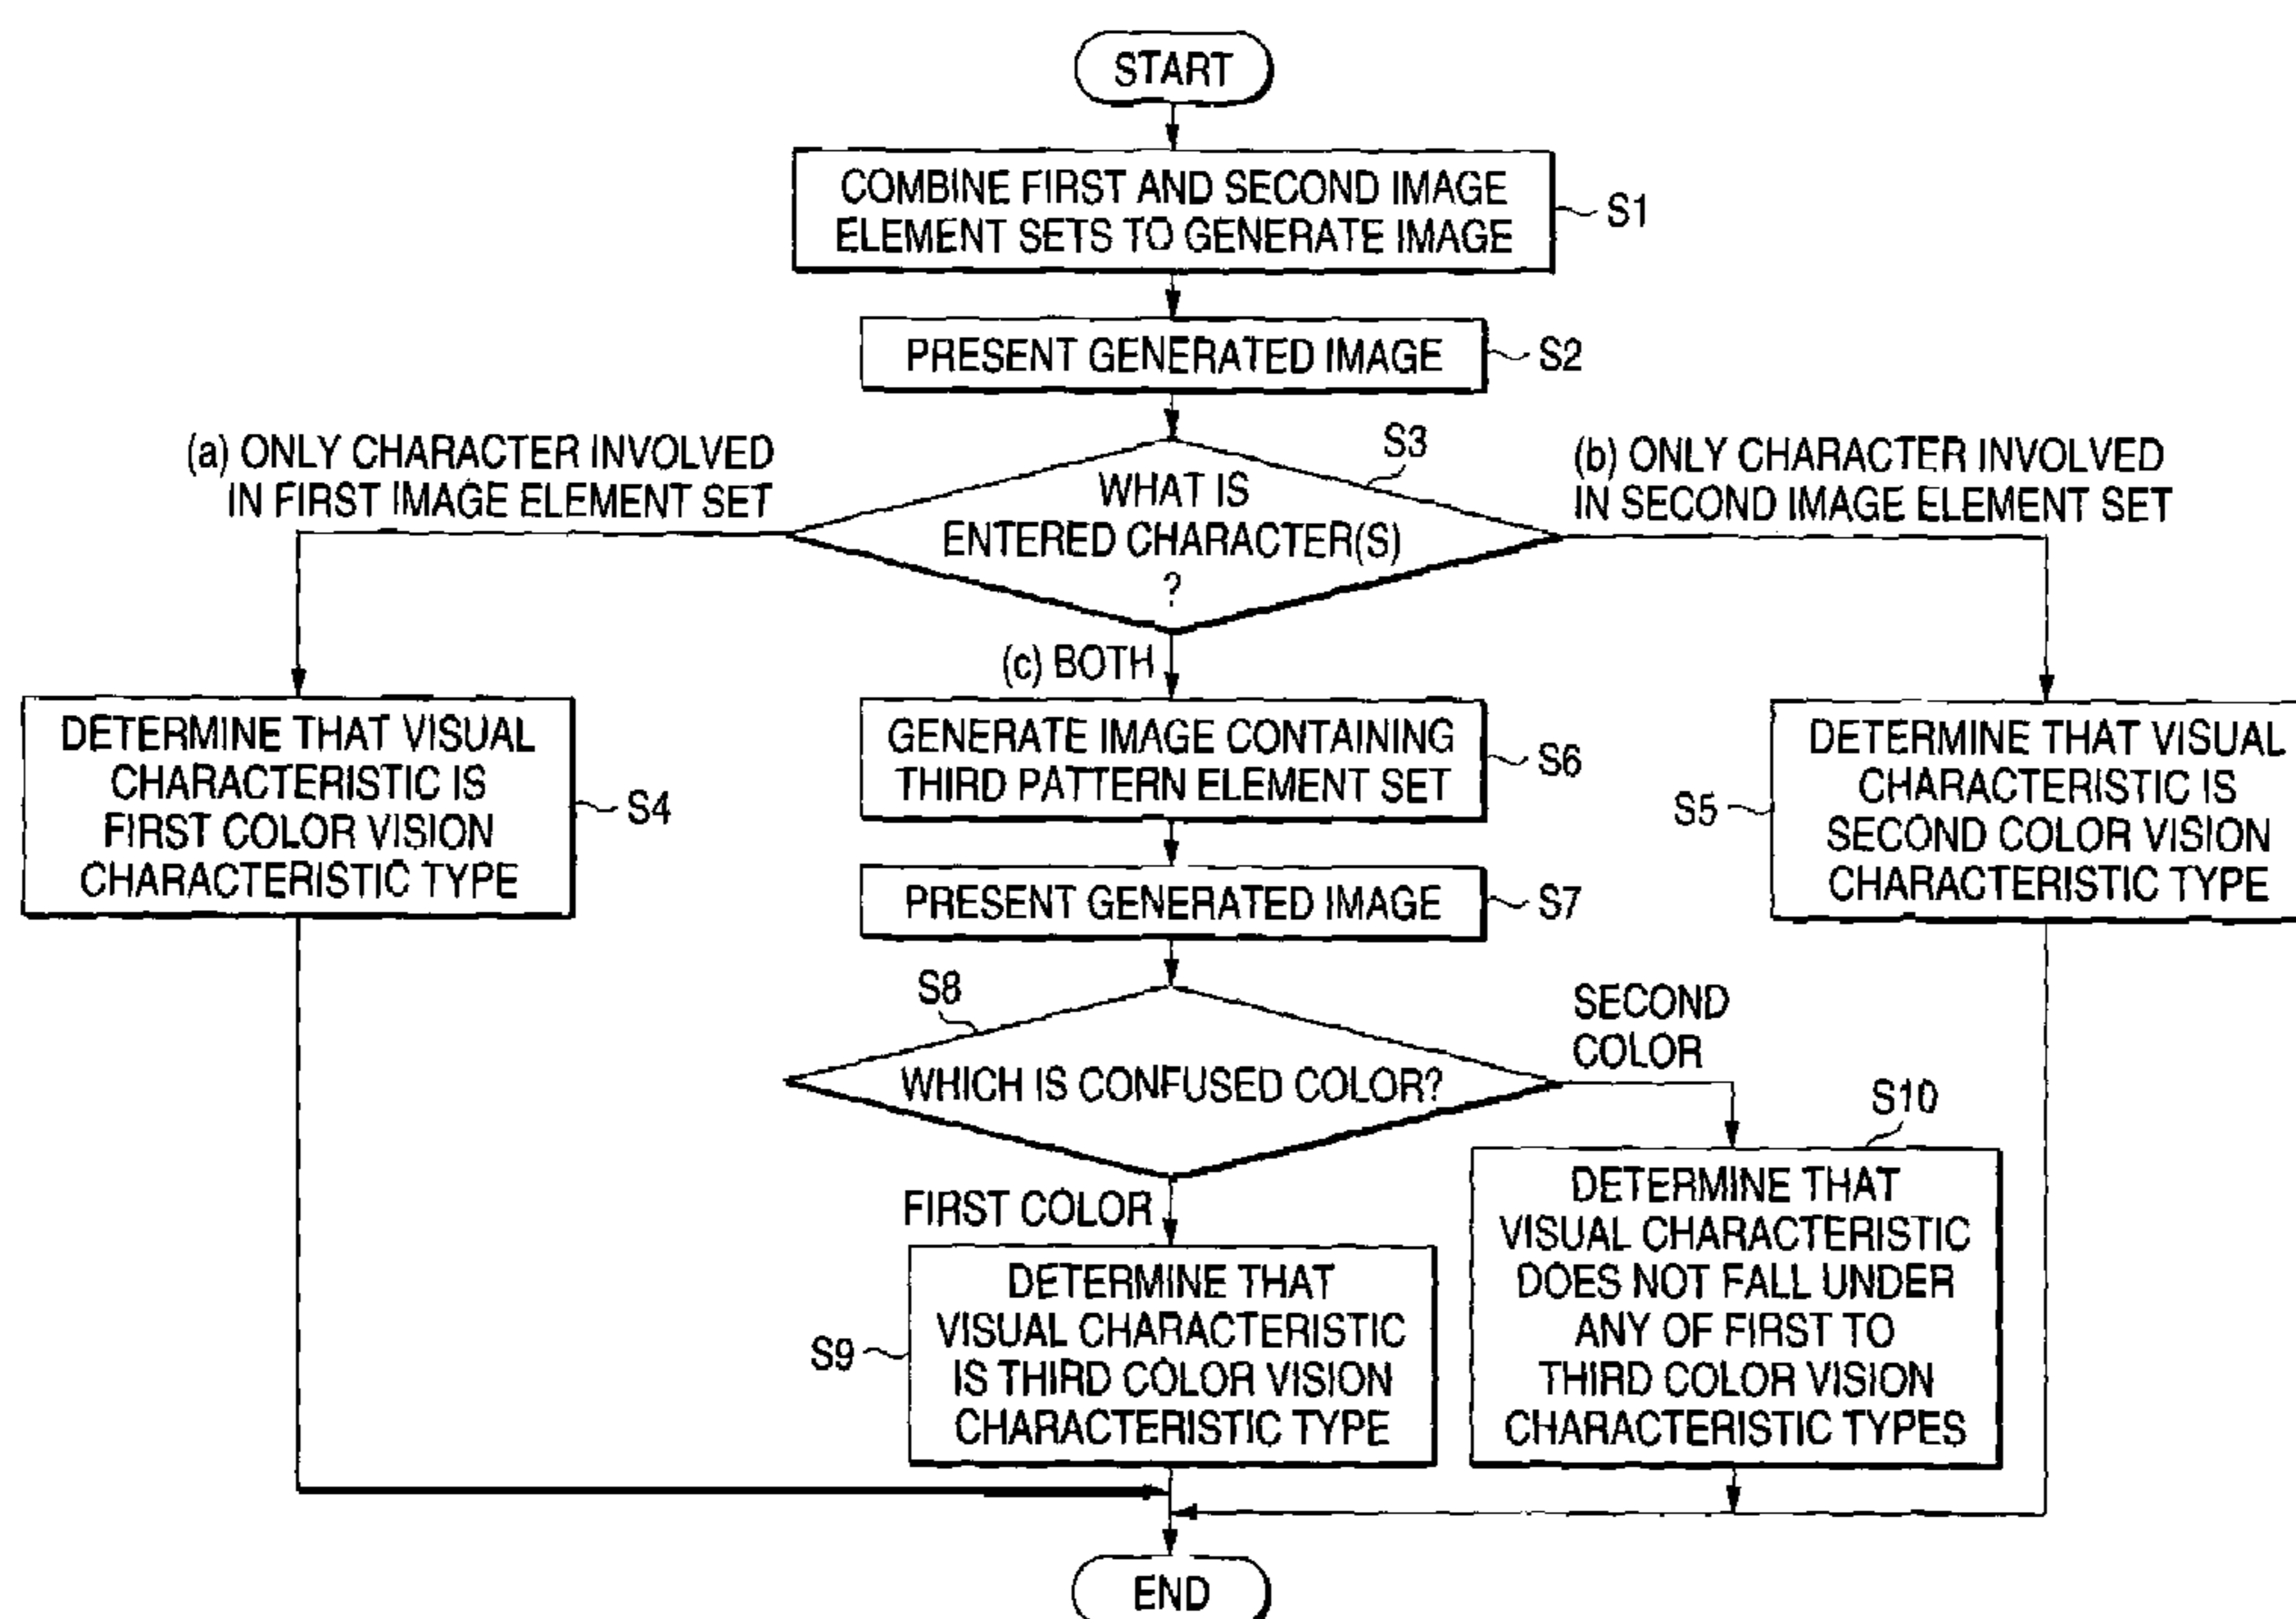 START
COMBINE FIRST AND SECOND IMAGE
ELEMENT SETS TO GENERATE IMAGE
S1
PRESENT GENERATED IMAGE
S2
(a) ONLY CHARACTER INVOLVED
IN FIRST IMAGE ELEMENT SET
S3
WHAT IS
ENTERED CHARACTER(S)
?
(b) ONLY CHARACTER INVOLVED
IN SECOND IMAGE ELEMENT SET
(c) BOTH
DETERMINE THAT VISUAL
CHARACTERISTIC IS
FIRST COLOR VISION
CHARACTERISTIC TYPE
S4
GENERATE IMAGE CONTAINING
THIRD PATTERN ELEMENT SET
S6
S5
DETERMINE THAT VISUAL
CHARACTERISTIC IS
SECOND COLOR VISION
CHARACTERISTIC TYPE
PRESENT GENERATED IMAGE
S7
S8
WHICH IS CONFUSED COLOR?
SECOND
COLOR
S10
FIRST COLOR
S9
DETERMINE THAT
VISUAL CHARACTERISTIC
IS THIRD COLOR VISION
CHARACTERISTIC TYPE
DETERMINE THAT
VISUAL CHARACTERISTIC
DOES NOT FALL UNDER
ANY OF FIRST TO
THIRD COLOR VISION
CHARACTERISTIC TYPES
END